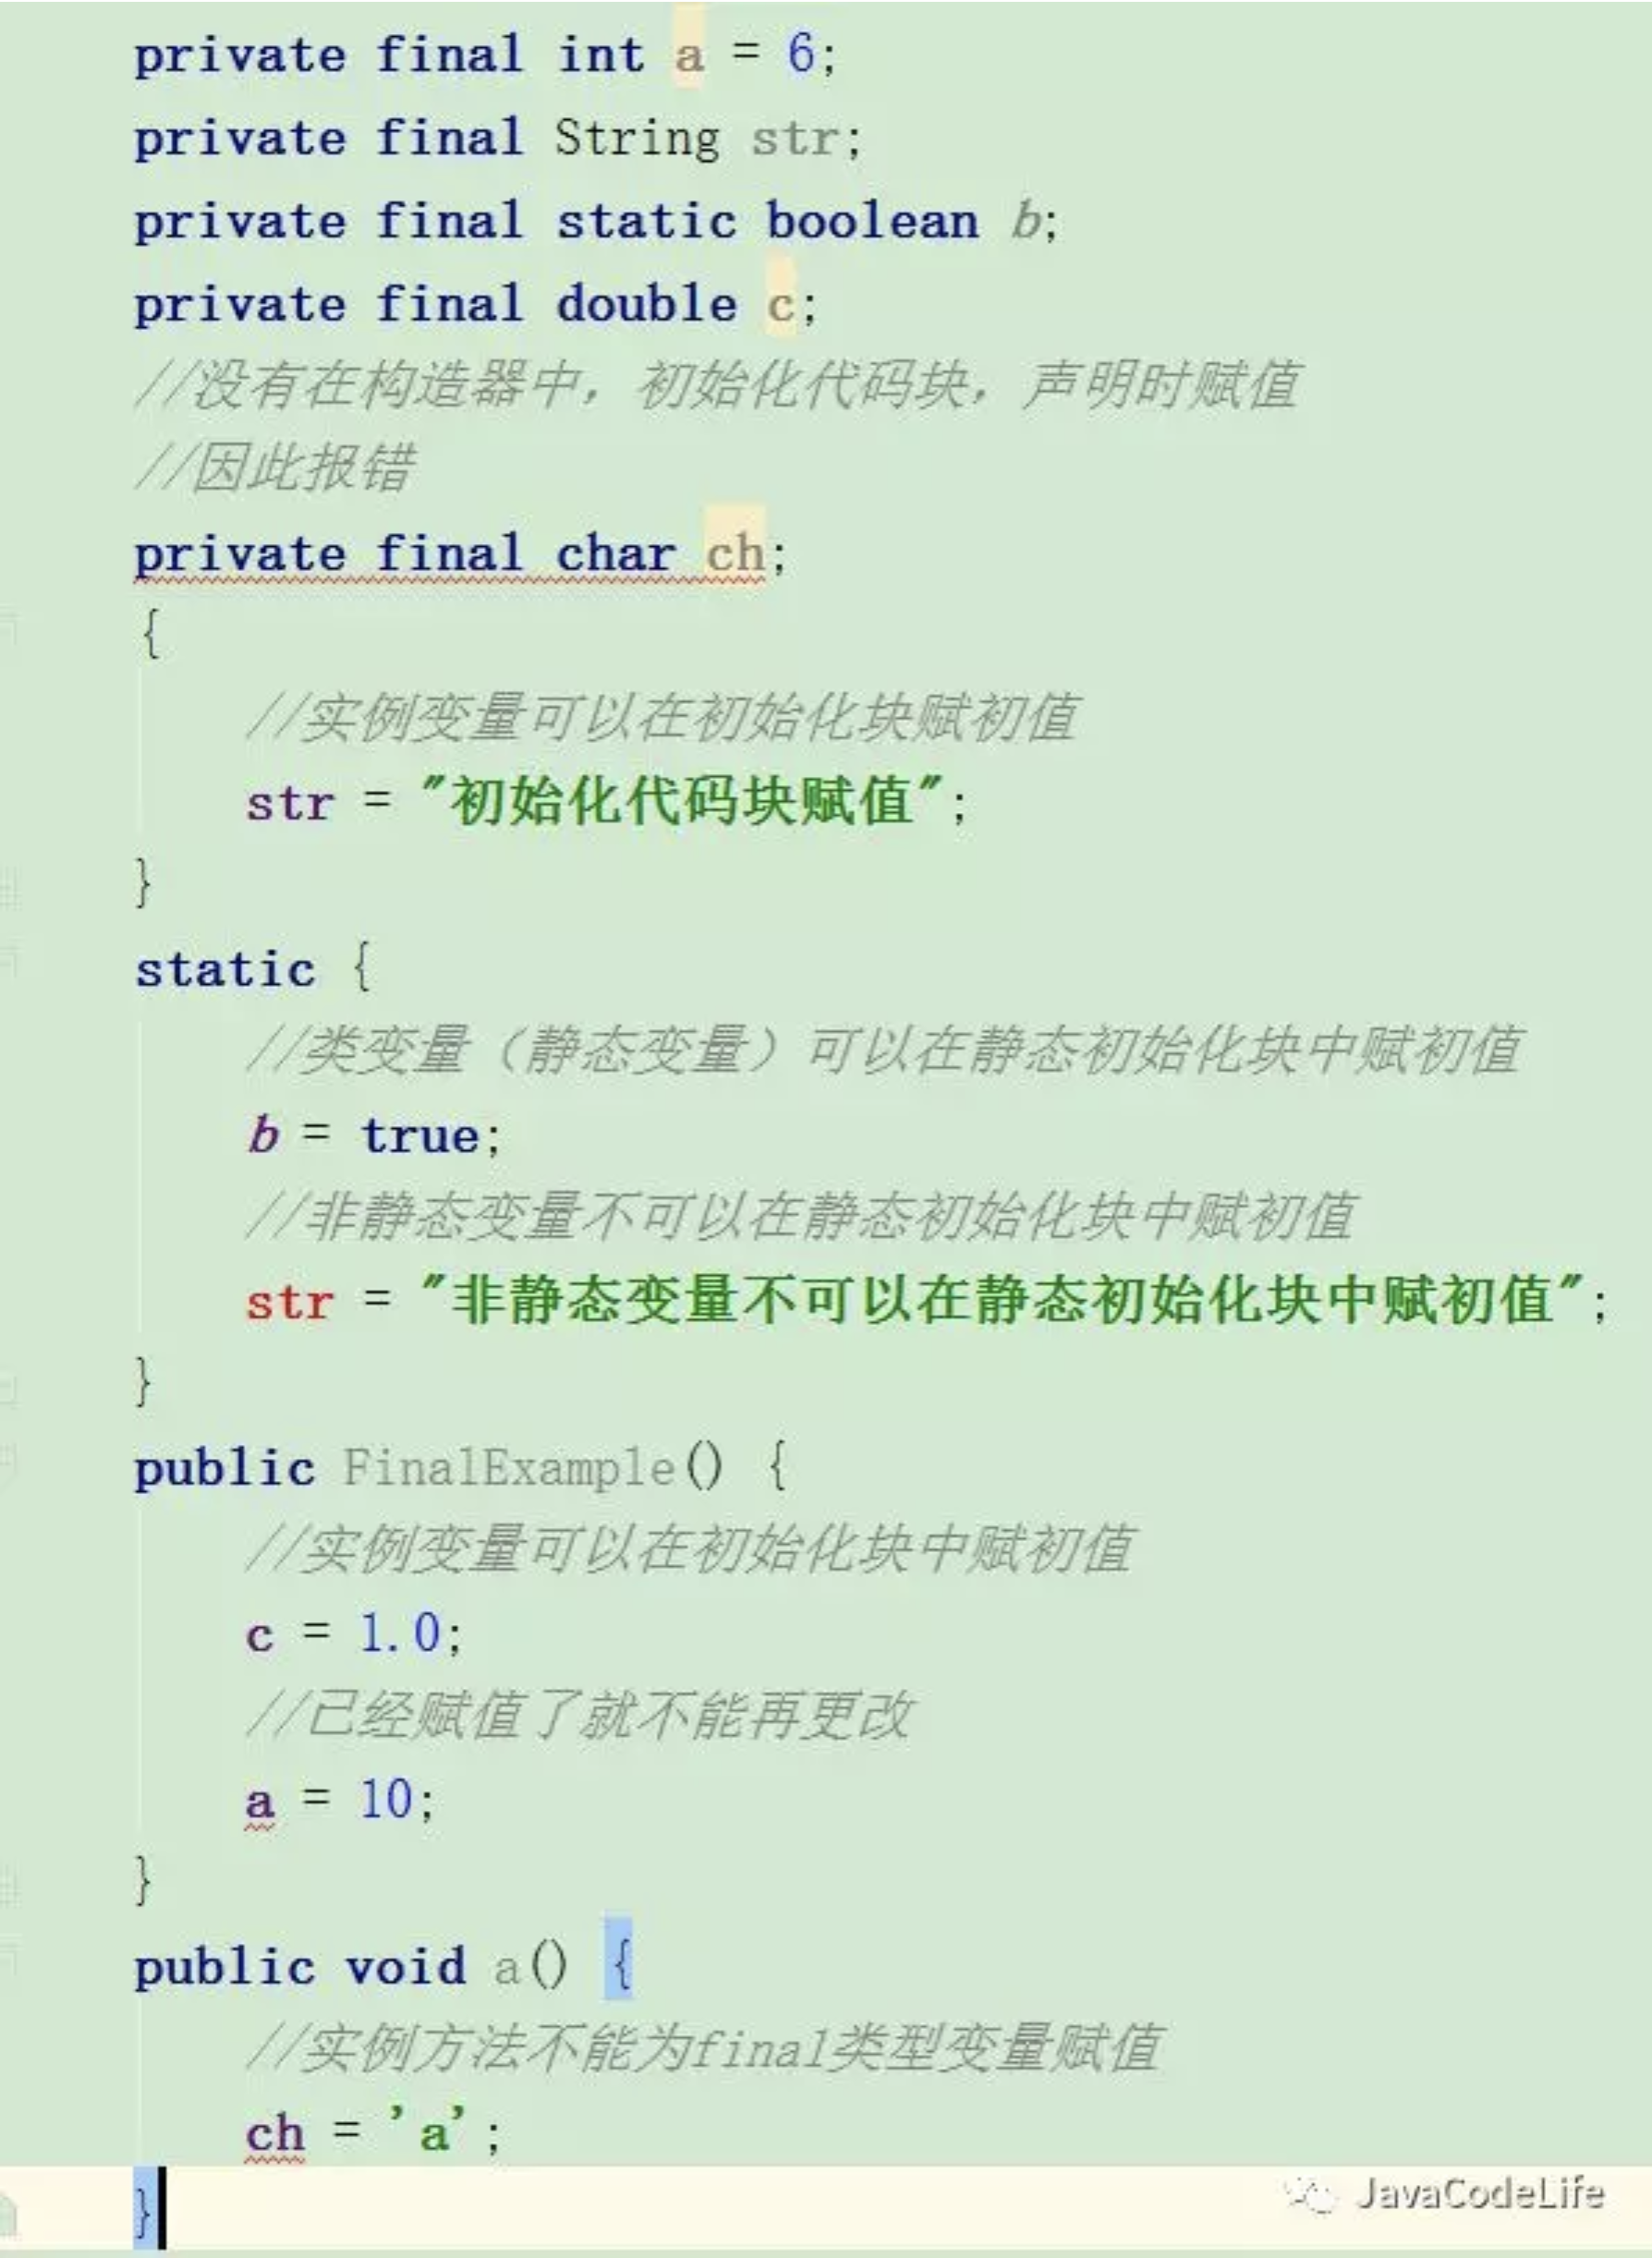 private final int a = 6;
private final String str;
private final static boolean b;
private final double c;
//没有在构造器中，初始化代码块，声明时赋值
//因此报错
private final char ch;
{
//实例变量可以在初始化块赋初值
str = "初始化代码块赋值";
}
static {
//类变量（静态变量）可以在静态初始化块中赋初值
b = true;
//非静态变量不可以在静态初始化块中赋初值
str = "非静态变量不可以在静态初始化块中赋初值";
}
public FinalExample() {
//实例变量可以在初始化块中赋初值
c = 1.0;
//已经赋值了就不能再更改
a = 10;
}
public void a() {
//实例方法不能为final类型变量赋值
ch = 'a';
}
JavaCodeLife